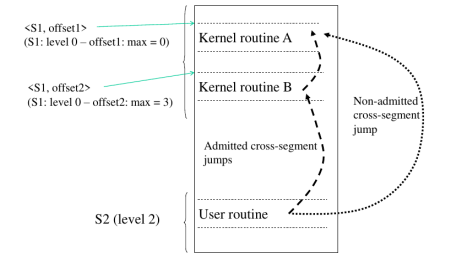 <S1, offset1>
(S1: level 0 – offset1: max = 0)
Kernel routine A
<S1, offset2>
(S1: level 0 – offset2: max = 3)
Kernel routine B
Non-admitted
cross-segment
jump
Admitted cross-segment
jumps
S2 (level 2)
User routine